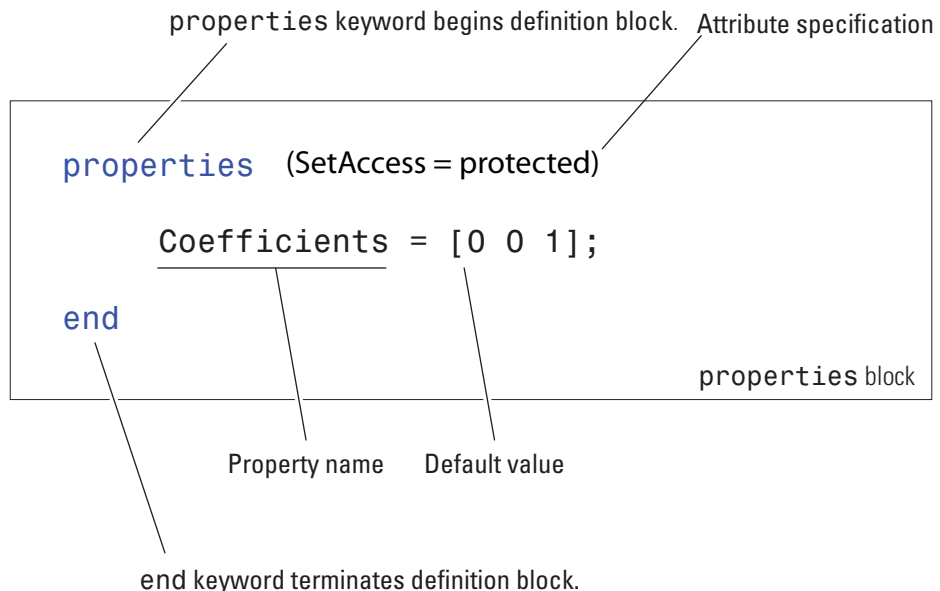 properties keyword begins definition block. Attribute specification
properties (SetAccess = protected)
Coefficients = [0 0 1];
end
properties block
Property name Default value
end keyword terminates definition block.